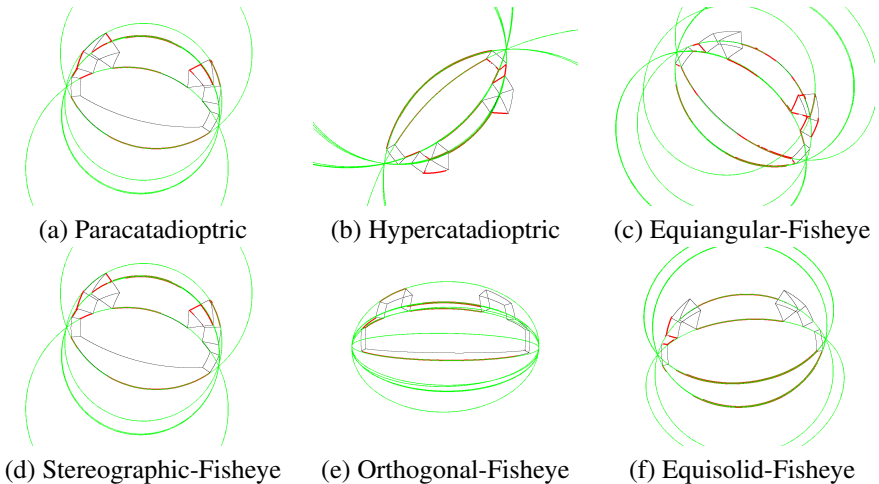 (a) Paracatadioptric
(b) Hypercatadioptric
(c) Equiangular-Fisheye
(d) Stereographic-Fisheye
(e) Orthogonal-Fisheye
(f) Equisolid-Fisheye